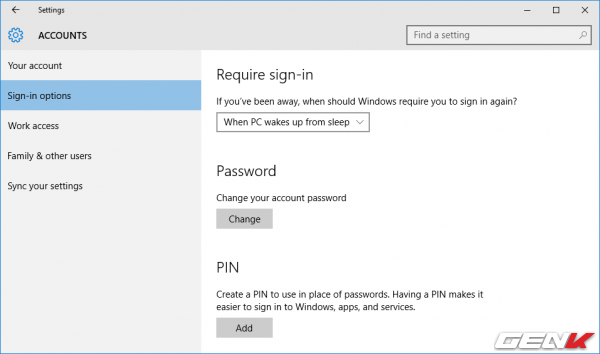 Settings
ACCOUNTS
Find a setting
Your account
Sign-in options
Work access
Family & other users
Sync your settings
Require sign-in
If you've been away, when should Windows require you to sign in again?
When PC wakes up from sleep
Password
Change your account password
Change
PIN
Create a PIN to use in place of passwords. Having a PIN makes it
easier to sign in to Windows, apps, and services.
Add
GENK